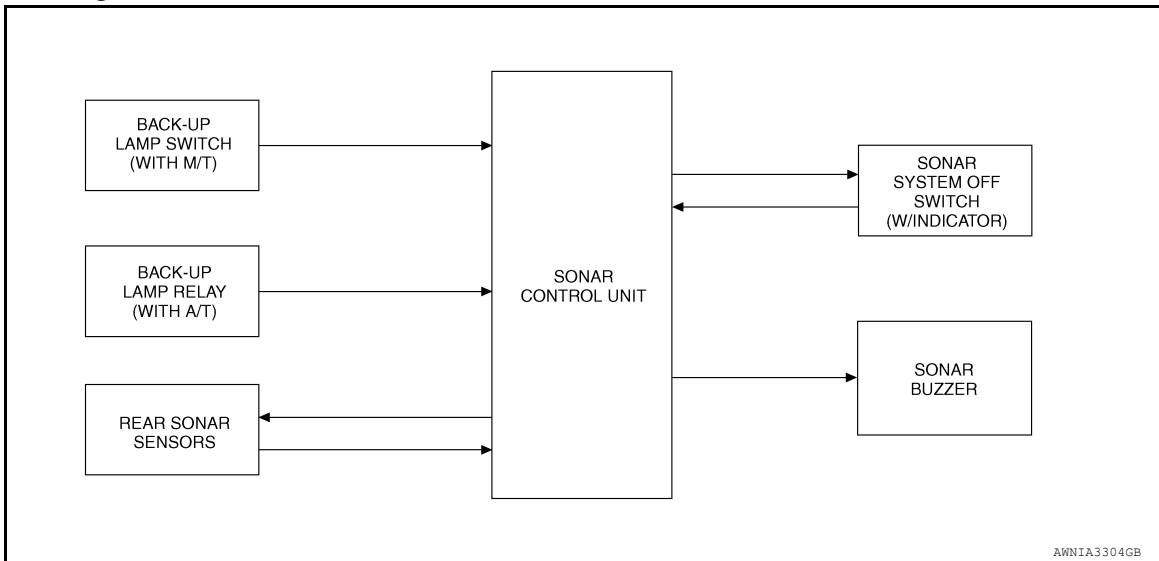 BACK-UP
LAMP SWITCH
(WITH M/T)
BACK-UP
LAMP RELAY
(WITH A/T)
REAR SONAR
SENSORS
SONAR
CONTROL UNIT
SONAR
SYSTEM OFF
SWITCH
(W/INDICATOR)
SONAR
BUZZER
AWNIA3304GB